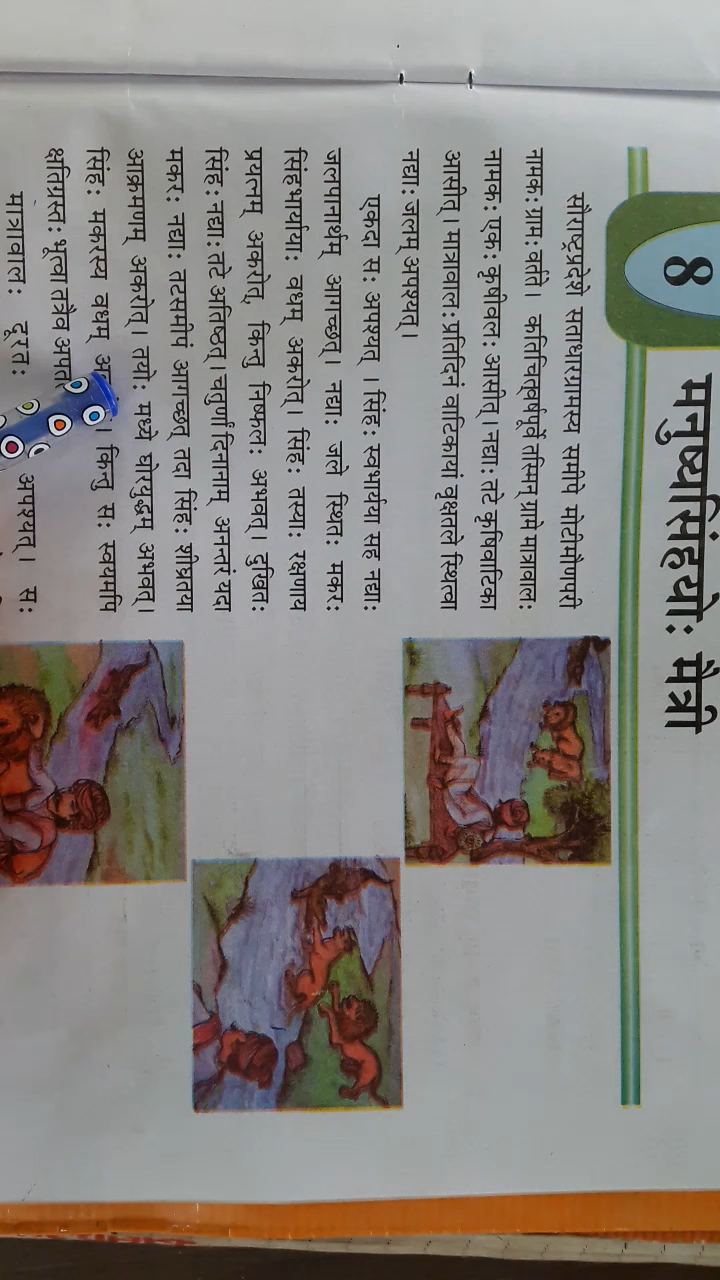 8
मनुष्यसिंहयोः मैत्री
सौराष्ट्रप्रदेशे सताधारग्रामस्य समीपे मोटीमोणपरी
नामकः ग्रामः वर्तते। कतिचित्वर्षपूर्वं तस्मिन् ग्रामे मात्रावालः
नामकः एकः कृषीवलः आसीत्। नद्याः तटे कृषिवाटिका
आसीत्। मात्रावालः प्रतिदिनं वाटिकायां वृक्षतले स्थित्वा
नद्याः जलम् अपश्यत्।
एकदा सः अपश्यत् । सिंहः स्वभार्यया सह नद्याः
जलपानार्थम् आगच्छत्। नद्याः जले स्थितः मकरः
सिंहभार्यायाः वधम् अकरोत्। सिंहः तस्याः रक्षणाय
प्रयत्नम् अकरोत् किन्तु निष्फलः अभवत्। दुःखितः
सिंहः नद्याः तटे अतिष्ठत्। चतुर्णां दिनानाम् अनन्तरं यदा
मकरः नद्याः तटसमीपं आगच्छत् तदा सिंहः शीघ्रतया
आक्रमणम् अकरोत्। तयोः मध्ये घोरयुद्धम् अभवत्।
सिंहः मकरस्य वधम् । किन्तु सः स्वयमपि
क्षतिग्रस्तः भूत्वा तत्रैव
मात्रावालः दूरतः अपश्यत्। सः